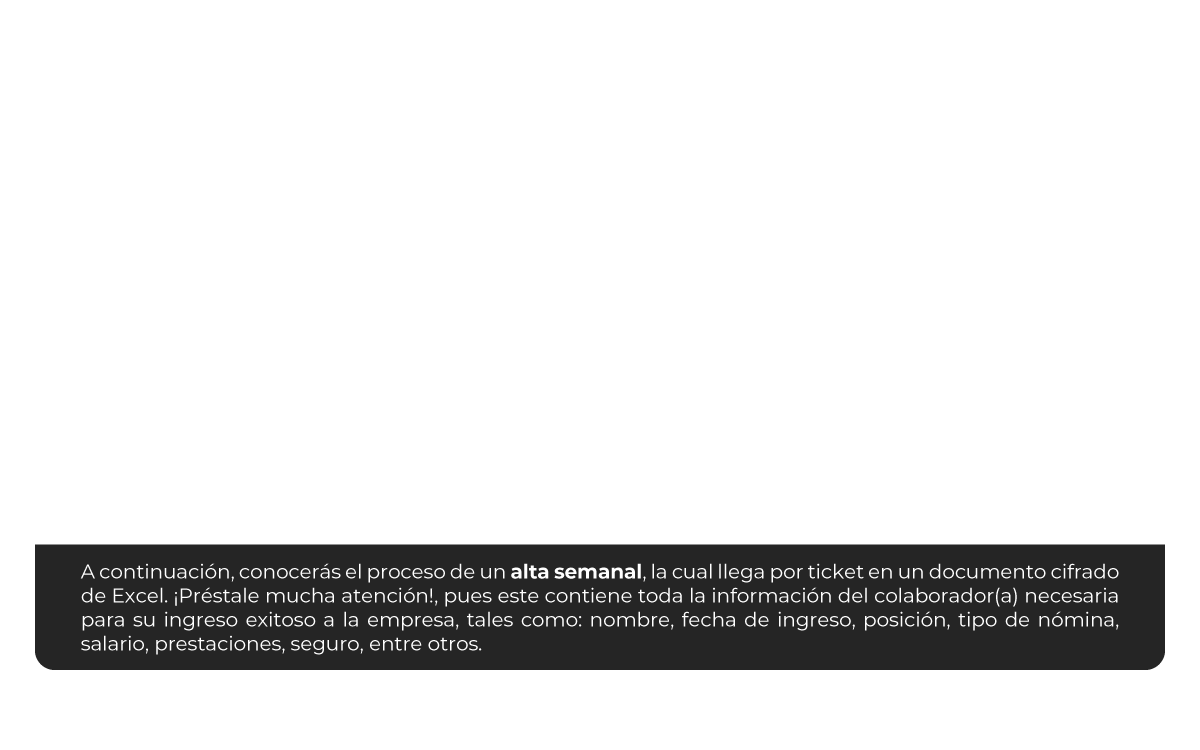 A continuación, conocerás el proceso de un alta semanal, la cual llega por ticket en un documento cifrado
de Excel. ¡Préstale mucha atención!, pues este contiene toda la información del colaborador(a) necesaria
para su ingreso exitoso a la empresa, tales como: nombre, fecha de ingreso, posición, tipo de nómina,
salario, prestaciones, seguro, entre otros.